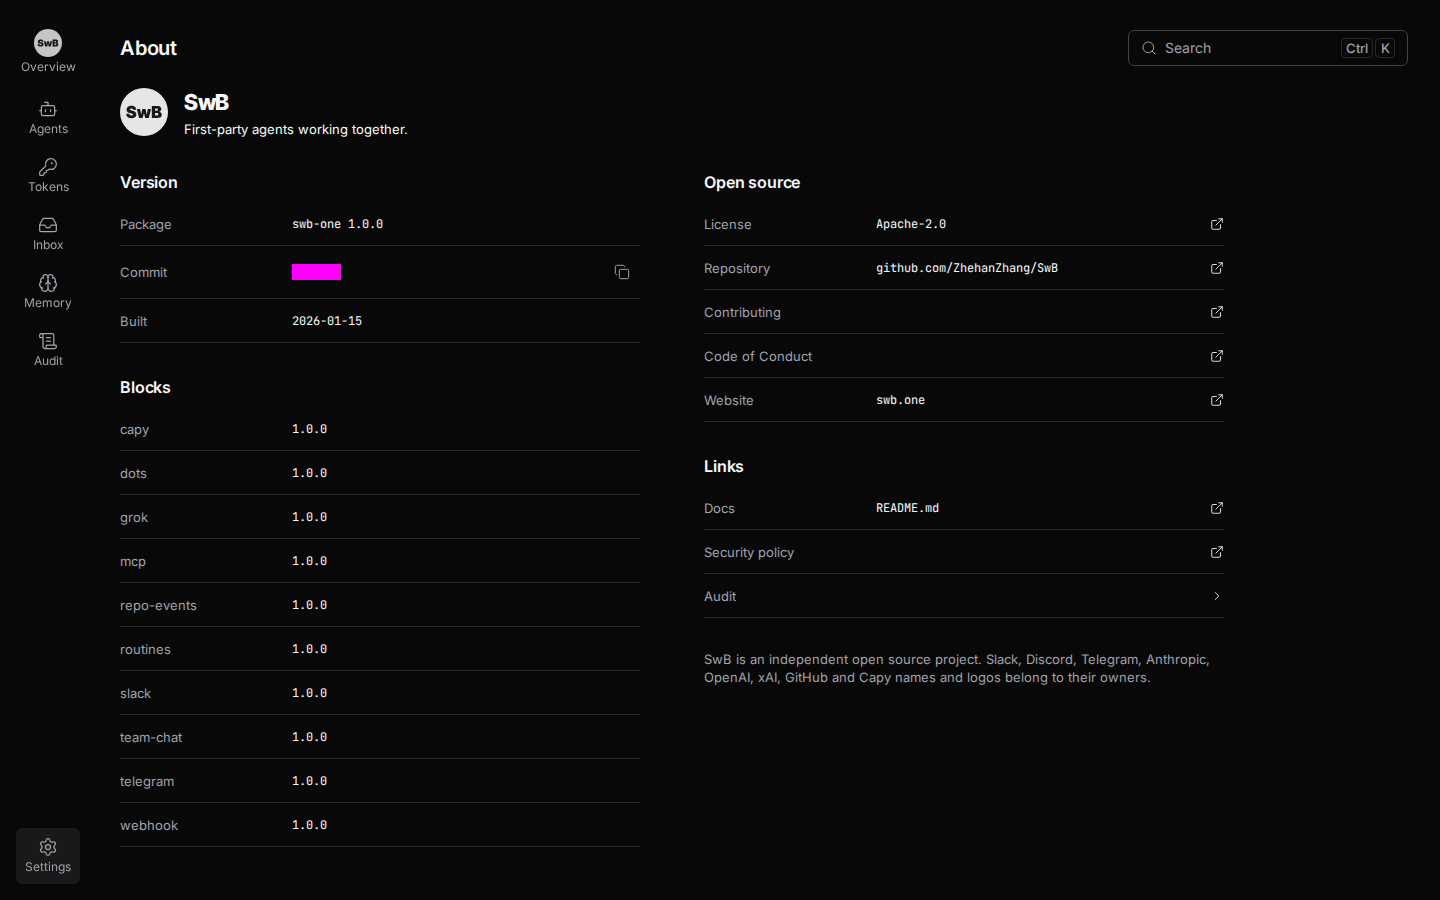 SwB
Overview
Agents
Tokens
Inbox
Memory
Audit
Settings
About
Search
Ctrl K
SwB
SwB
First-party agents working together.
Version
Package swb-one 1.0.0
Commit
Built 2026-01-15
Blocks
capy 1.0.0
dots 1.0.0
grok 1.0.0
mcp 1.0.0
repo-events 1.0.0
routines 1.0.0
slack 1.0.0
team-chat 1.0.0
telegram 1.0.0
webhook 1.0.0
Open source
License Apache-2.0
Repository github.com/ZhehanZhang/SwB
Contributing
Code of Conduct
Website swb.one
Links
Docs README.md
Security policy
Audit
SwB is an independent open source project. Slack, Discord, Telegram, Anthropic,
OpenAI, xAI, GitHub and Capy names and logos belong to their owners.